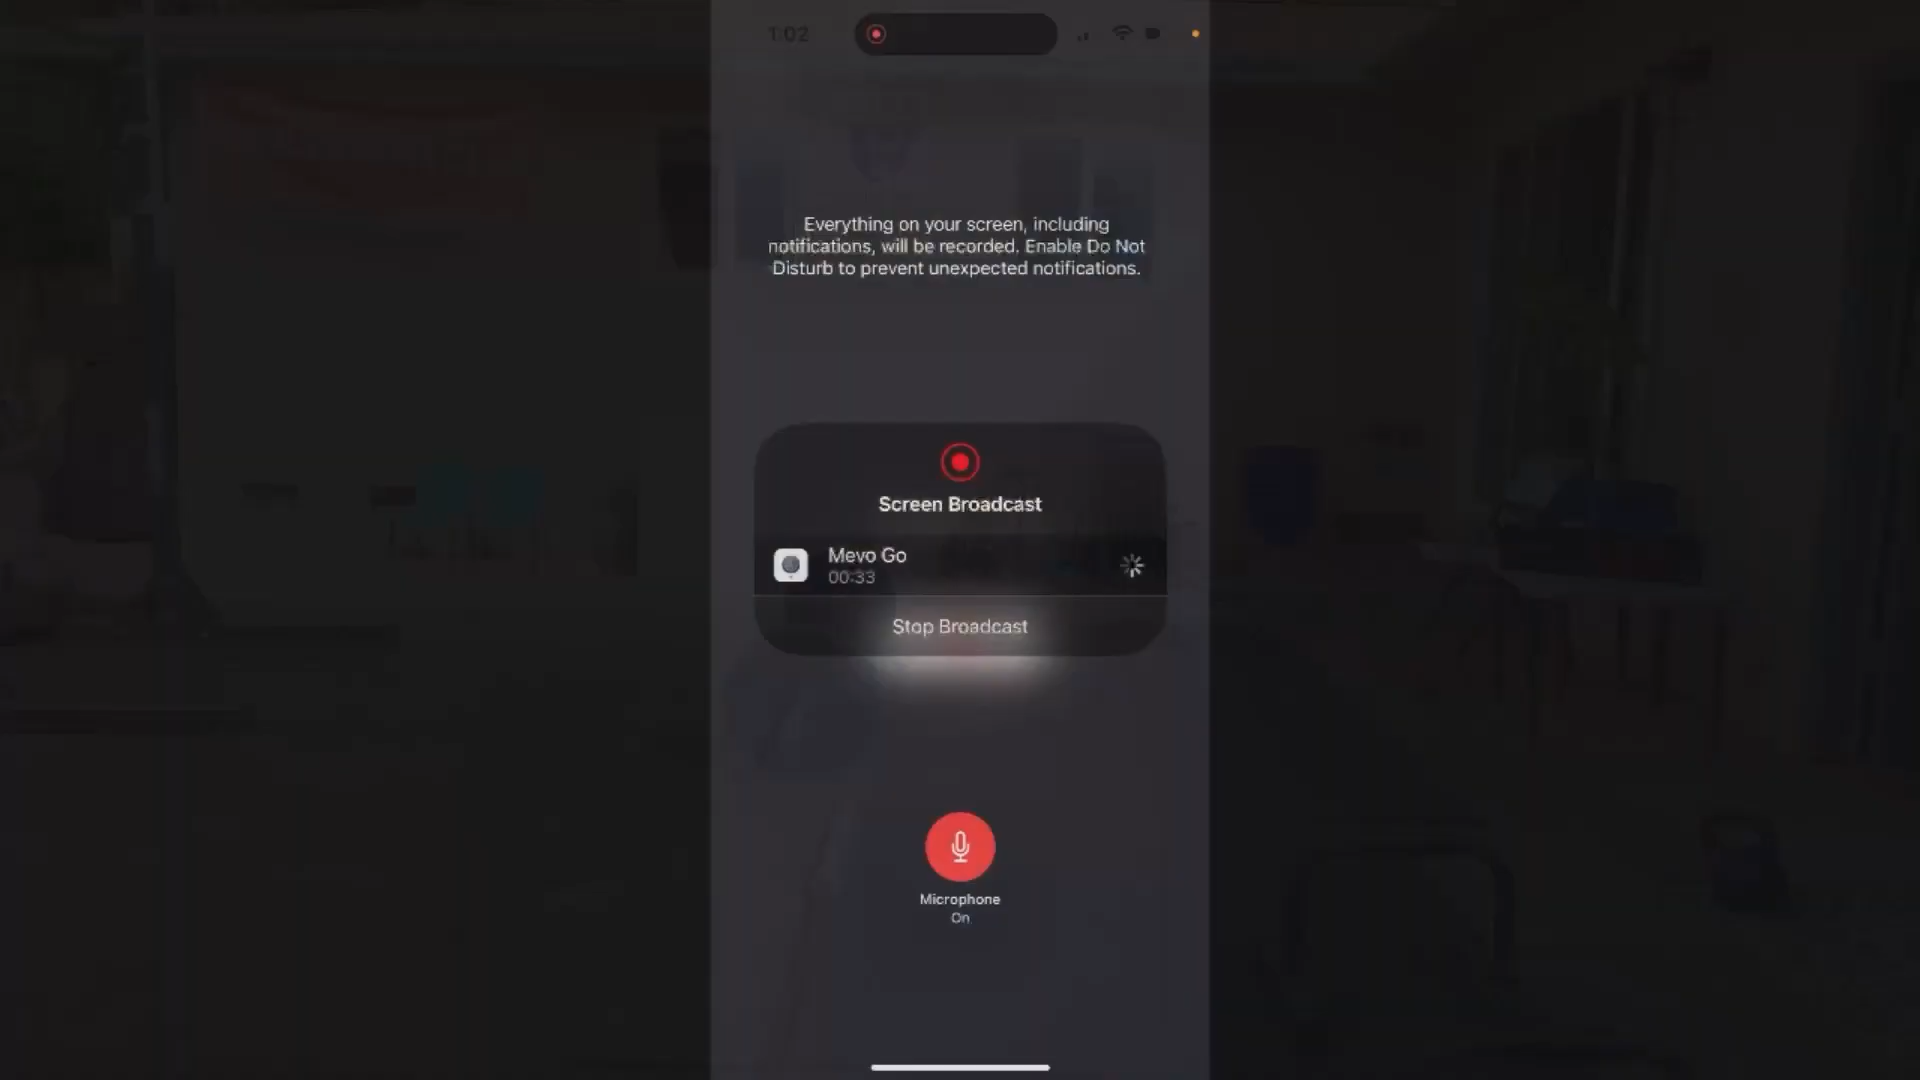 1:02
Everything on your screen, including
notifications, will be recorded. Enable Do Not
Disturb to prevent unexpected notifications.
Screen Broadcast
Mevo Go
00:33
Stop Broadcast
Microphone
On